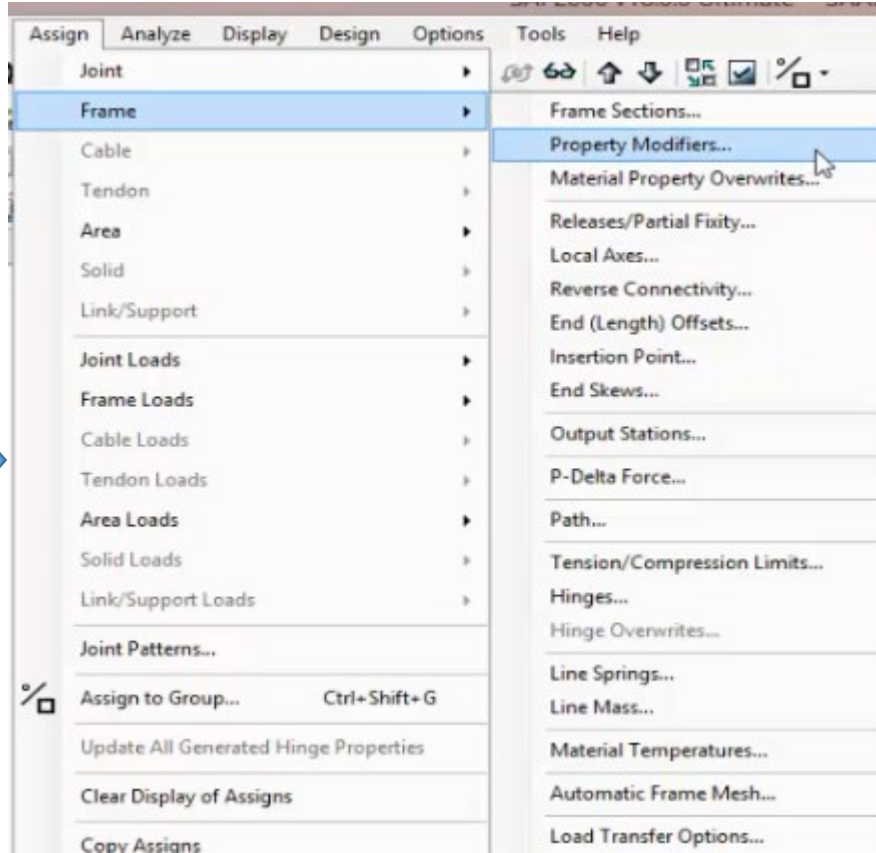 Assign Analyze Display Design Options Tools Help
Joint
Frame
Cable
Tendon
Area
Solid
Link/Support
Joint Loads
Frame Loads
Cable Loads
Tendon Loads
Area Loads
Solid Loads
Link/Support Loads
Joint Patterns...
Assign to Group... Ctrl+Shift+G
Update All Generated Hinge Properties
Clear Display of Assigns
Copy Assigns
Frame Sections...
Property Modifiers...
Material Property Overwrites...
Releases/Partial Fixity...
Local Axes...
Reverse Connectivity...
End (Length) Offsets...
Insertion Point...
End Skews...
Output Stations...
P-Delta Force...
Path...
Tension/Compression Limits...
Hinges...
Hinge Overwrites...
Line Springs...
Line Mass...
Material Temperatures...
Automatic Frame Mesh...
Load Transfer Options...